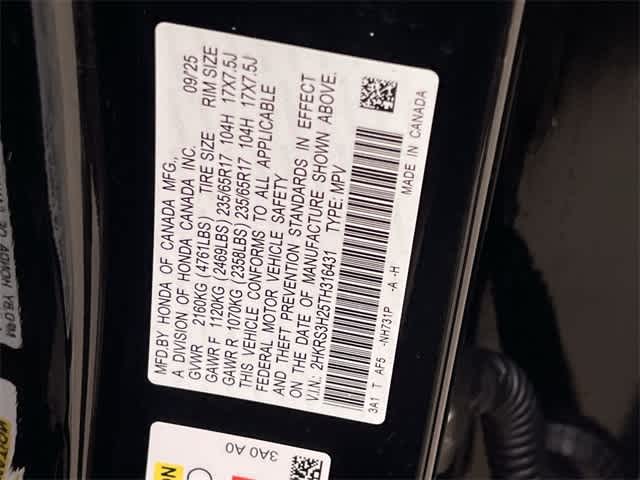 MFD.BY HONDA OF CANADA MFG.,
A DIVISION OF HONDA CANADA INC. 09/25
GVWR 2160KG (4761LBS) TIRE SIZE RIM SIZE
GAWR F 1120KG (2469LBS) 235/65R17 104H 17X7.5J
GAWR R 1070KG (2358LBS) 235/65R17 104H 17X7.5J
THIS VEHICLE CONFORMS TO ALL APPLICABLE
FEDERAL MOTOR VEHICLE SAFETY
AND THEFT PREVENTION STANDARDS IN EFFECT
ON THE DATE OF MANUFACTURE SHOWN ABOVE.
V.I.N.: 2HKRS3H25TH316431 TYPE: MPV
3A1 T AF5 -NH731P -A -H
MADE IN CANADA
3A0 A0